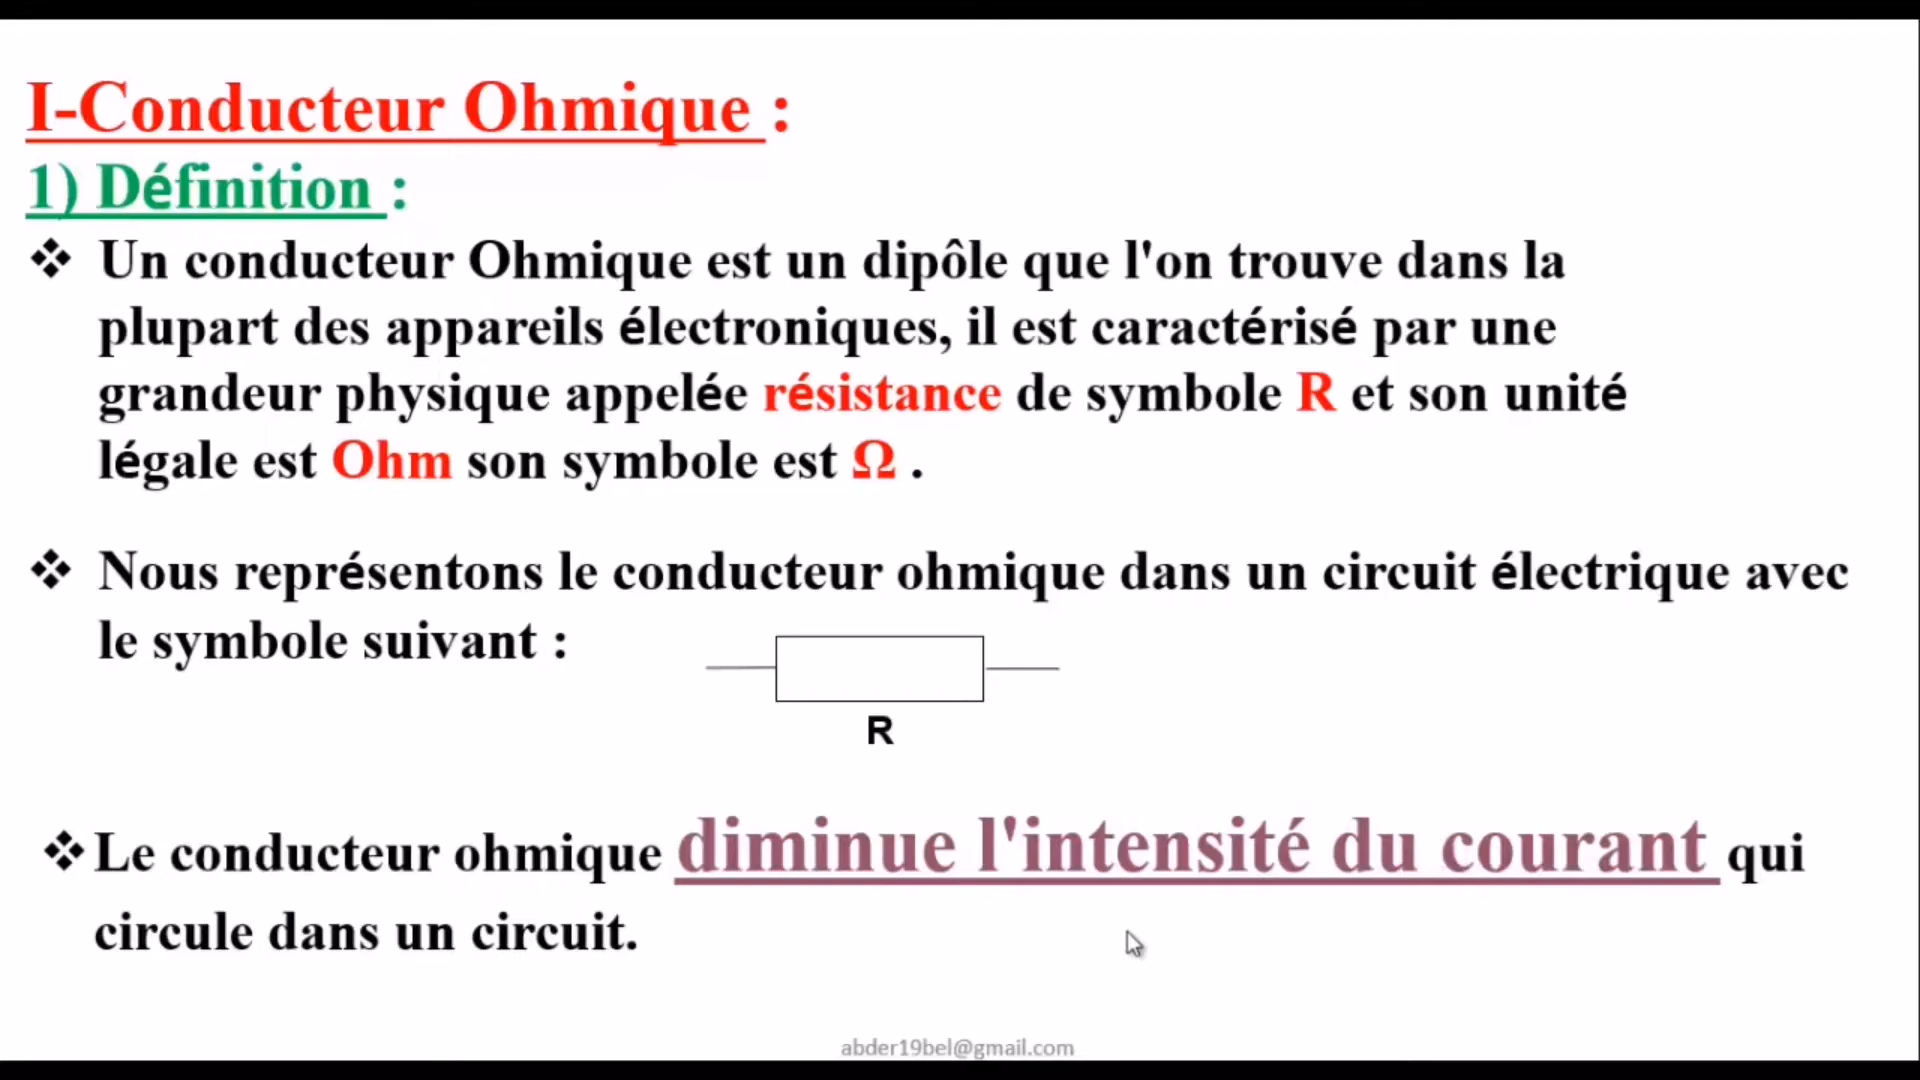 I-Conducteur Ohmique :
1) Définition :
❖ Un conducteur Ohmique est un dipôle que l'on trouve dans la
plupart des appareils électroniques, il est caractérisé par une
grandeur physique appelée résistance de symbole R et son unité
légale est Ohm son symbole est Ω .
❖ Nous représentons le conducteur ohmique dans un circuit électrique avec
le symbole suivant :
R
❖ Le conducteur ohmique diminue l'intensité du courant qui
circule dans un circuit.
abder19bel@gmail.com